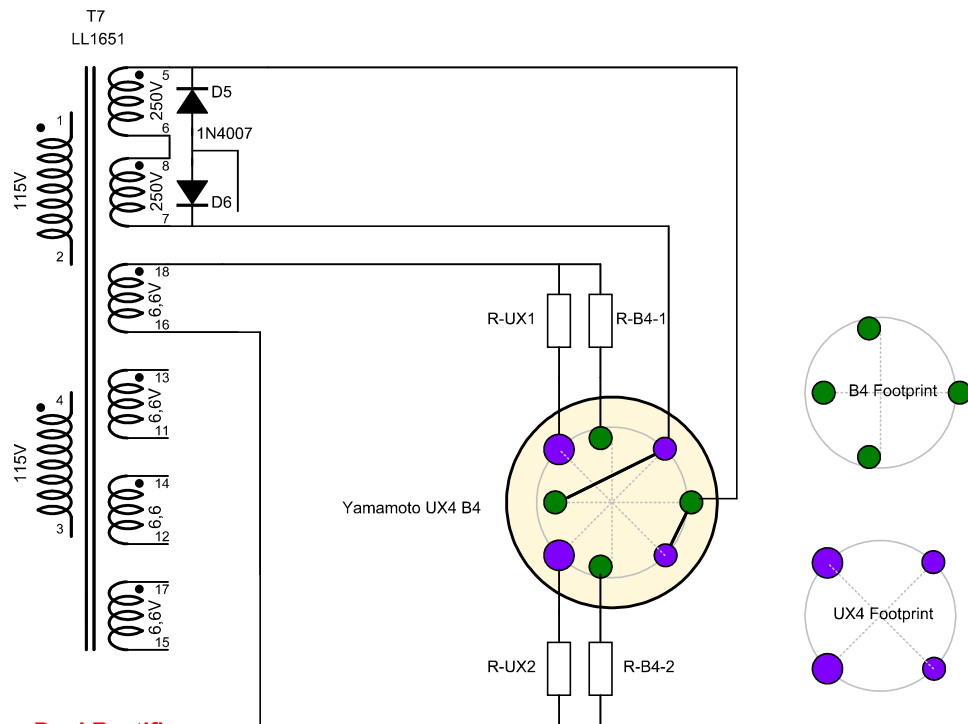 T7
LL1651
5
250V
D5
6
1N4007
1
115V
8
250V
D6
7
2
18
6,6V
16
R-UX1
R-B4-1
13
6,6V
11
4
115V
3
B4 Footprint
14
6,6
12
Yamamoto UX4 B4
17
6,6V
15
UX4 Footprint
R-UX2
R-B4-2